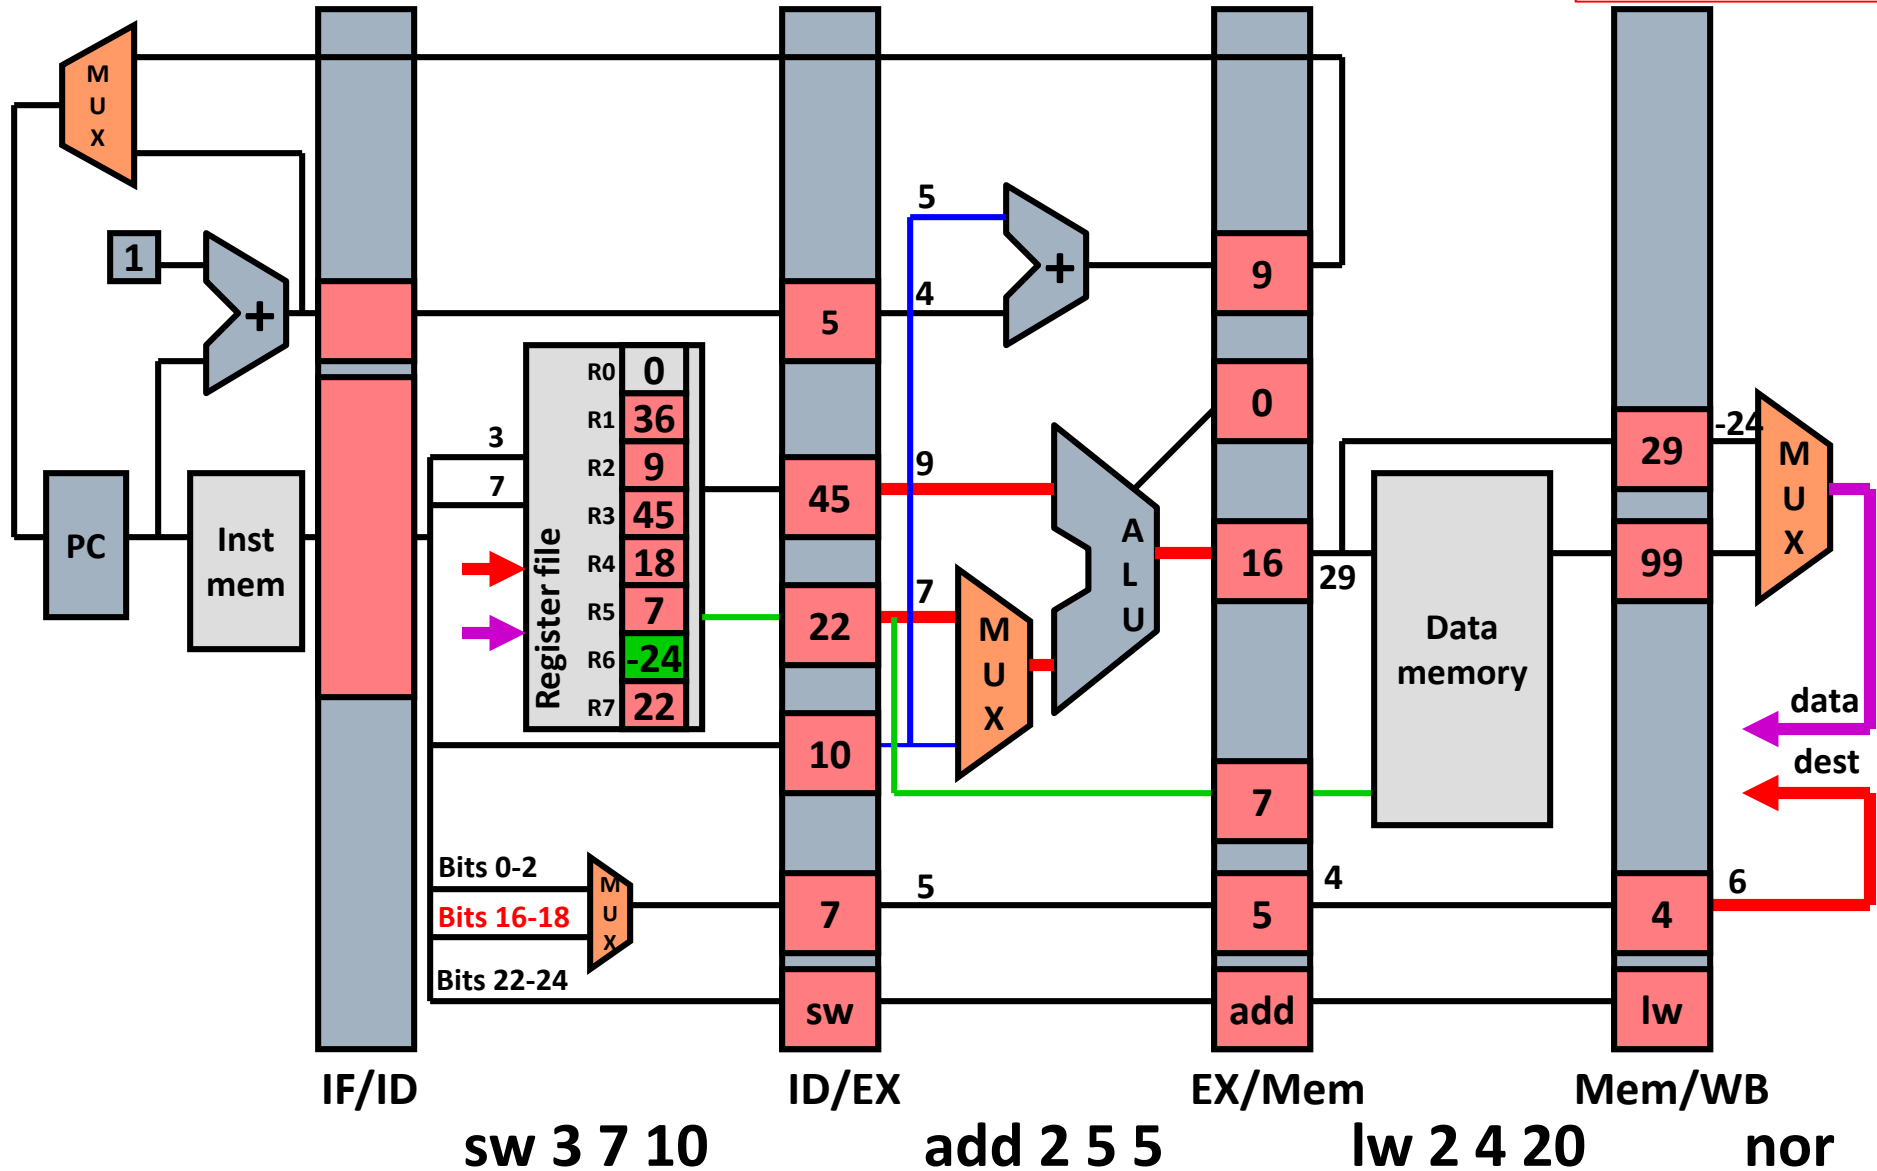 M
U
X
1
+
PC
Inst
mem
3
7
Register file
R0 0
R1 36
R2 9
R3 45
R4 18
R5 7
R6 -24
R7 22
Bits 0-2
Bits 16-18
Bits 22-24
M
U
X
5
45
22
10
7
sw
5
4
9
7
5
+
M
U
X
A
L
U
9
0
16
7
5
add
29
4
Data
memory
29
99
4
lw
-24
6
M
U
X
data
dest
IF/ID ID/EX EX/Mem Mem/WB
sw 3 7 10 add 2 5 5 lw 2 4 20 nor